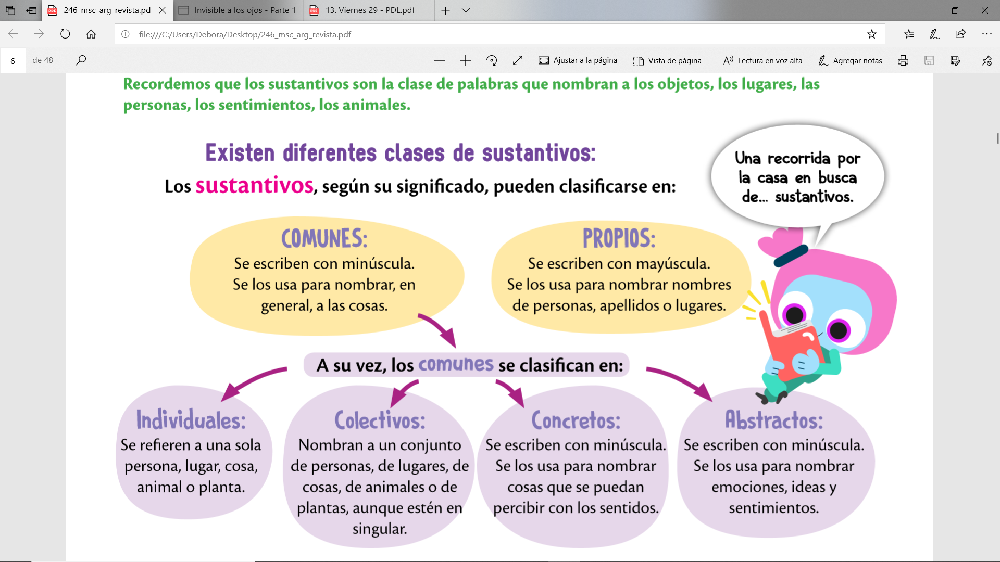 246_msc_arg_revista.pd
Invisible a los ojos - Parte 1
13. Viernes 29 - PDL.pdf
file:///C:/Users/Debora/Desktop/246_msc_arg_revista.pdf
6 de 48
Ajustar a la página
Vista de página
Lectura en voz alta
Agregar notas
Recordemos que los sustantivos son la clase de palabras que nombran a los objetos, los lugares, las
personas, los sentimientos, los animales.
Existen diferentes clases de sustantivos:
Los sustantivos, según su significado, pueden clasificarse en:
Una recorrida por
la casa en busca
de... sustantivos.
COMUNES:
Se escriben con minúscula.
Se los usa para nombrar, en
general, a las cosas.
PROPIOS:
Se escriben con mayúscula.
Se los usa para nombrar nombres
de personas, apellidos o lugares.
A su vez, los comunes se clasifican en:
Individuales:
Se refieren a una sola
persona, lugar, cosa,
animal o planta.
Colectivos:
Nombran a un conjunto
de personas, de lugares, de
cosas, de animales o de
plantas, aunque estén en
singular.
Concretos:
Se escriben con minúscula.
Se los usa para nombrar
cosas que se puedan
percibir con los sentidos.
Abstractos:
Se escriben con minúscula.
Se los usa para nombrar
emociones, ideas y
sentimientos.